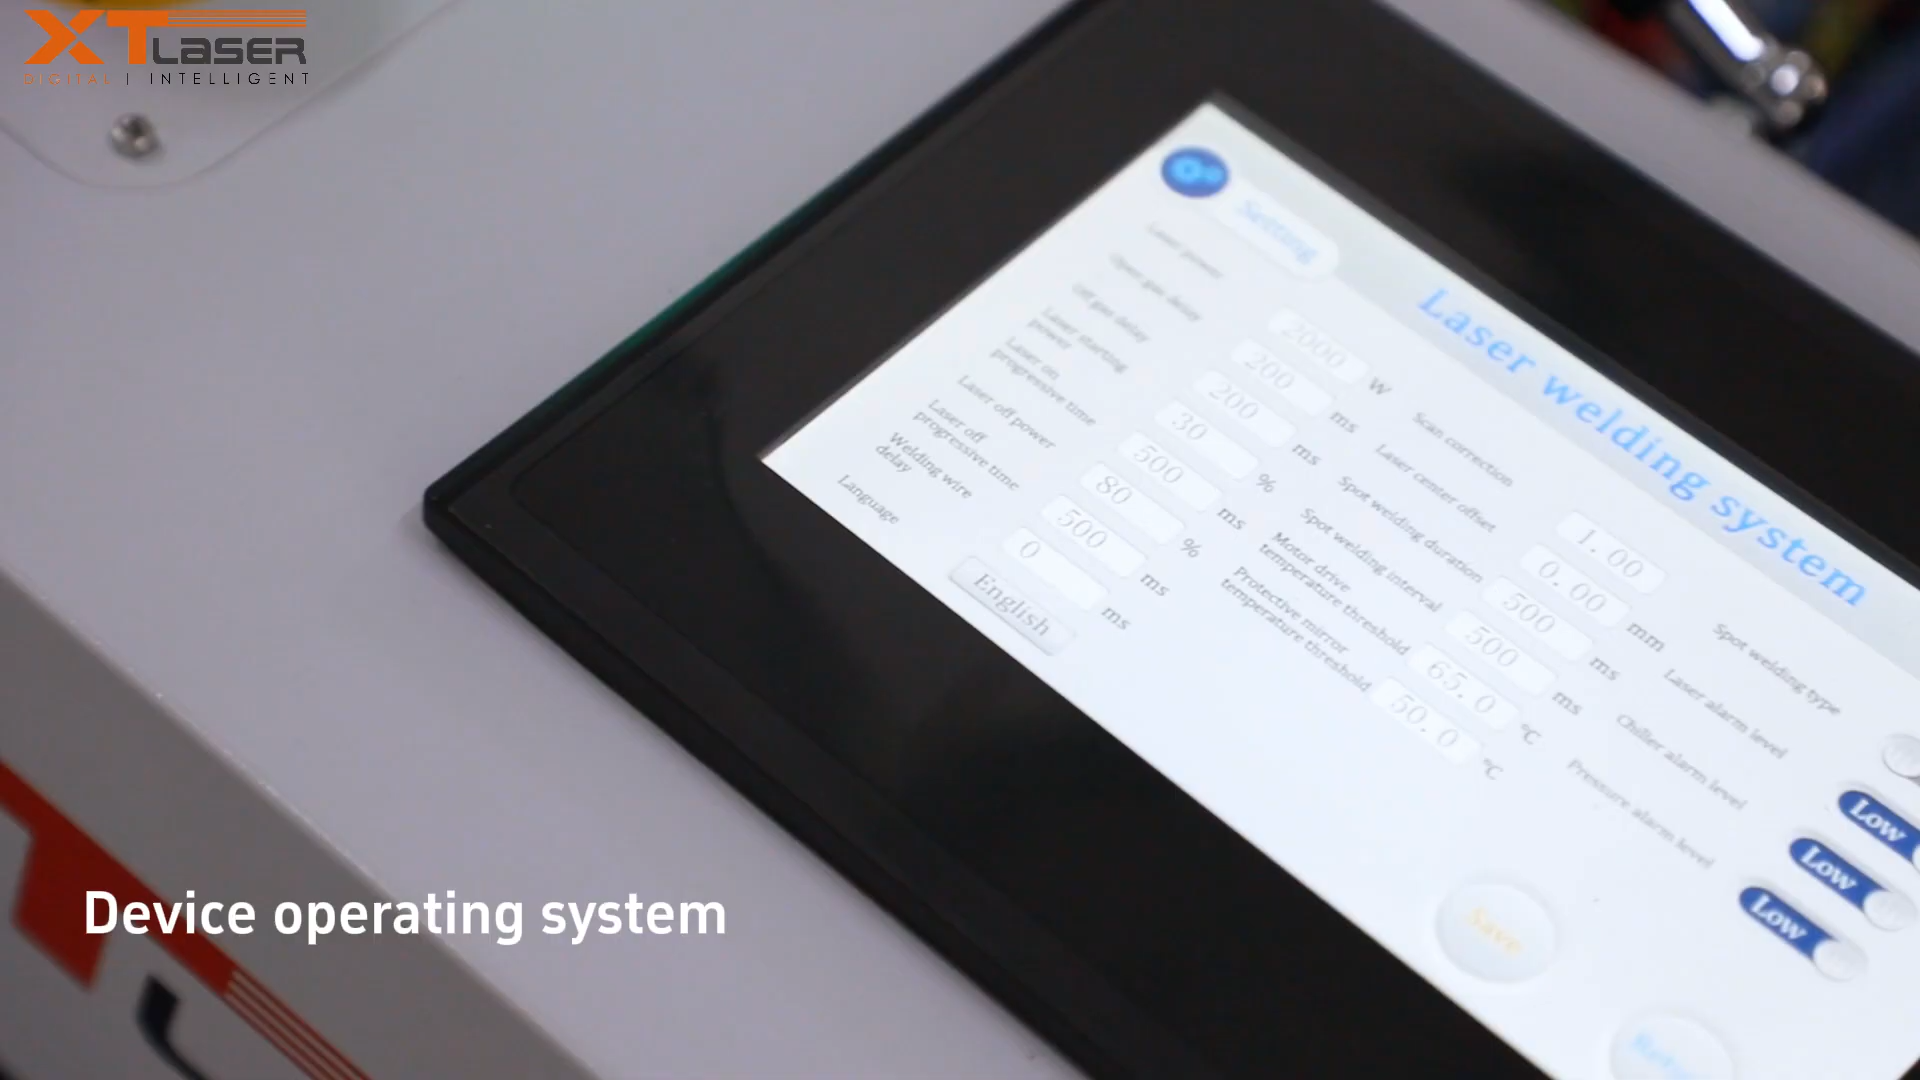 XTLASER
DIGITAL | INTELLIGENT
Setting
Laser welding system
Laser power
2000 W
Open gas delay
200 ms
Off gas delay
200 ms
Laser starting
power
30 %
Laser on
progressive time
500 ms
Laser off power
80 %
Laser off
progressive time
500 ms
Welding wire
delay
0 ms
Language
English
Scan correction
1.00
Laser center offset
0.00 mm
Spot welding duration
500 ms
Spot welding interval
500 ms
Motor drive
temperature threshold
65.0 °C
Protective mirror
temperature threshold
50.0 °C
Spot welding type
Laser alarm level
Low
Chiller alarm level
Low
Pressure alarm level
Low
Save
Device operating system